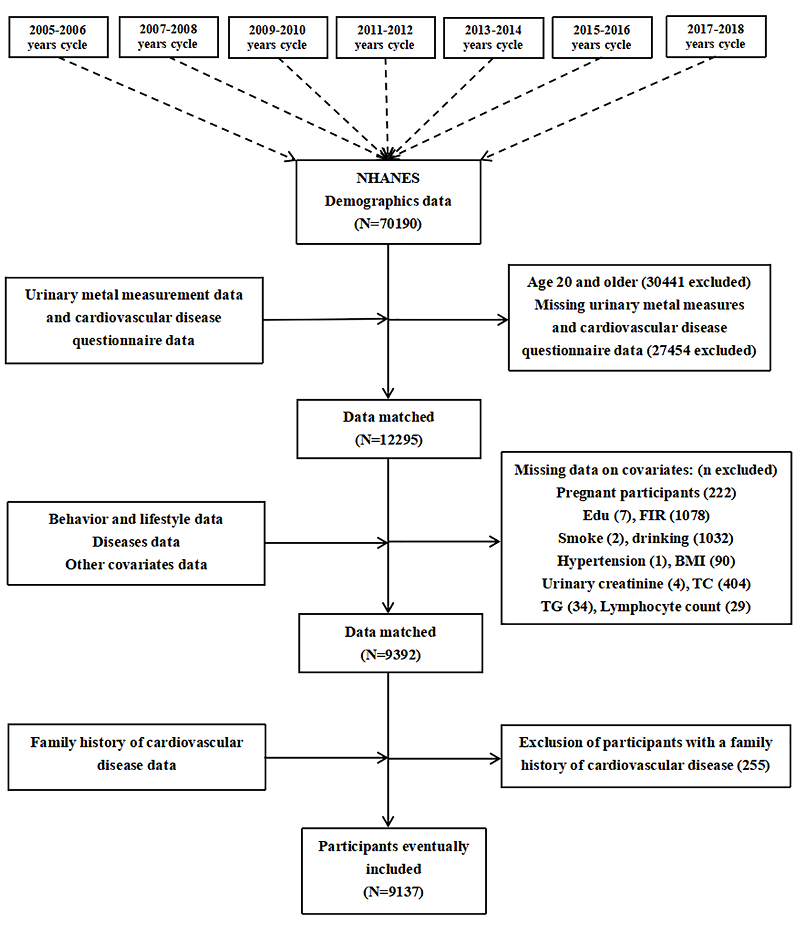 2005-2006
years cycle
2007-2008
years cycle
2009-2010
years cycle
2011-2012
years cycle
2013-2014
years cycle
2015-2016
years cycle
2017-2018
years cycle
NHANES
Demographics data
(N=70190)
Urinary metal measurement data
and cardiovascular disease
questionnaire data
Age 20 and older (30441 excluded)
Missing urinary metal measures
and cardiovascular disease
questionnaire data (27454 excluded)
Data matched
(N=12295)
Behavior and lifestyle data
Diseases data
Other covariates data
Missing data on covariates: (n excluded)
Pregnant participants (222)
Edu (7), FIR (1078)
Smoke (2), drinking (1032)
Hypertension (1), BMI (90)
Urinary creatinine (4), TC (404)
TG (34), Lymphocyte count (29)
Data matched
(N=9392)
Family history of cardiovascular
disease data
Exclusion of participants with a family
history of cardiovascular disease (255)
Participants eventually
included
(N=9137)